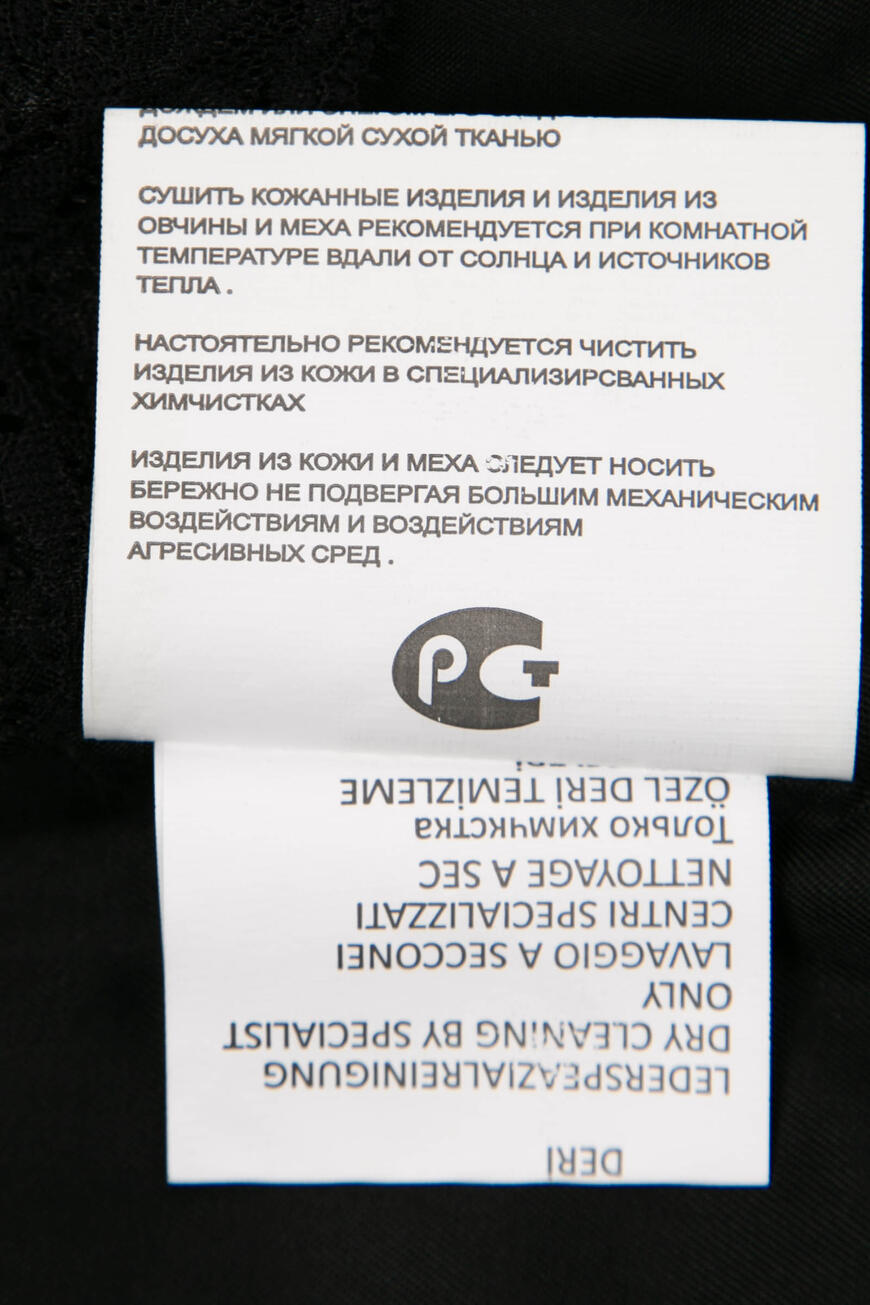 ДОСУХА МЯГКОЙ СУХОЙ ТКАНЬЮ
СУШИТЬ КОЖАННЫЕ ИЗДЕЛИЯ И ИЗДЕЛИЯ ИЗ
ОВЧИНЫ И МЕХА РЕКОМЕНДУЕТСЯ ПРИ КОМНАТНОЙ
ТЕМПЕРАТУРЕ ВДАЛИ ОТ СОЛНЦА И ИСТОЧНИКОВ
ТЕПЛА .
НАСТОЯТЕЛЬНО РЕКОМЕНДУЕТСЯ ЧИСТИТЬ
ИЗДЕЛИЯ ИЗ КОЖИ В СПЕЦИАЛИЗИРСВАННЫХ
ХИМЧИСТКАХ
ИЗДЕЛИЯ ИЗ КОЖИ И МЕХА СЛЕДУЕТ НОСИТЬ
БЕРЕЖНО НЕ ПОДВЕРГАЯ БОЛЬШИМ МЕХАНИЧЕСКИМ
ВОЗДЕЙСТВИЯМ И ВОЗДЕЙСТВИЯМ
АГРЕСИВНЫХ СРЕД .
РСТ
DERİ
LEDERSPEAZIALREINIGUNG
DRY CLEANING BY SPECIALIST
ONLY
LAVAGGIO A SECCONEI
CENTRI SPECIALIZZATI
NETTOYAGE A SEC
Только химчкстка
ÖZEL DERİ TEMİZLEME